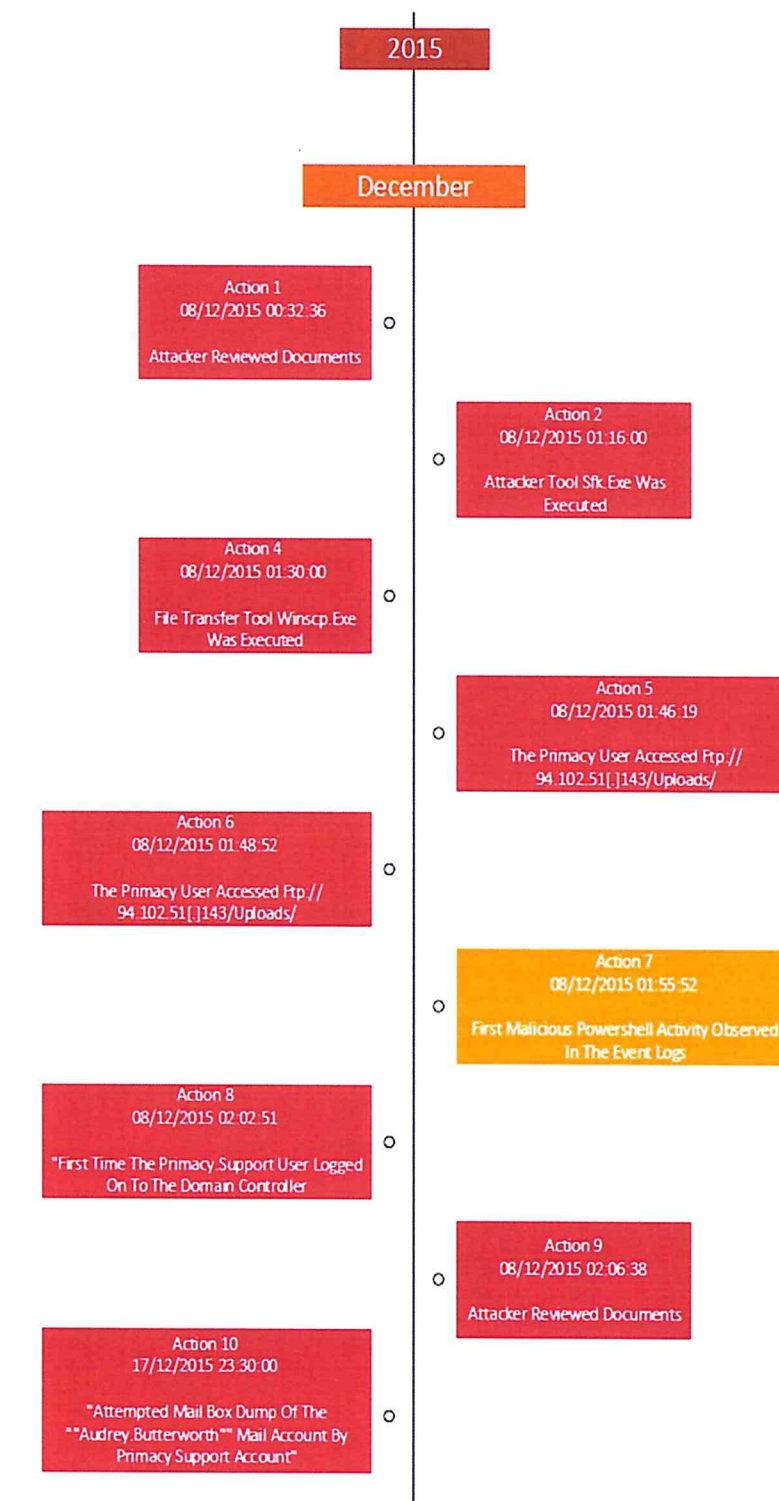 2015
December
Action 1
08/12/2015 00:32:36
Attacker Reviewed Documents
Action 2
08/12/2015 01:16:00
Attacker Tool Sfk.Exe Was
Executed
Action 4
08/12/2015 01:30:00
File Transfer Tool Winscp.Exe
Was Executed
Action 5
08/12/2015 01:46:19
The Primacy User Accessed Ftp://
94.102.51[.]143/Uploads/
Action 6
08/12/2015 01:48:52
The Primacy User Accessed Ftp://
94.102.51[.]143/Uploads/
Action 7
08/12/2015 01:55:52
First Malicious Powershell Activity Observed
In The Event Logs
Action 8
08/12/2015 02:02:51
"First Time The Primacy.Support User Logged
On To The Domain Controller
Action 9
08/12/2015 02:06:38
Attacker Reviewed Documents
Action 10
17/12/2015 23:30:00
"Attempted Mail Box Dump Of The
""Audrey.Butterworth"" Mail Account By
Primacy Support Account"